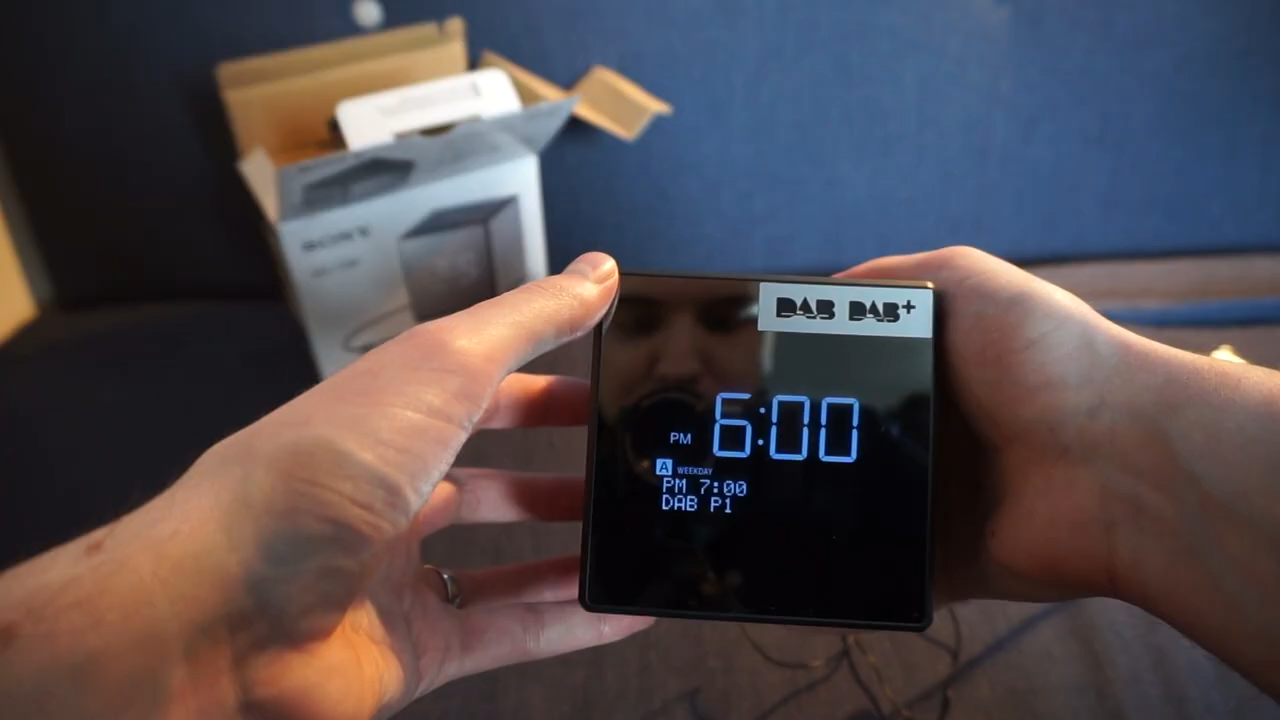 SONY
DAB DAB+
PM 6:00
A WEEKDAY
PM 7:00
DAB P1